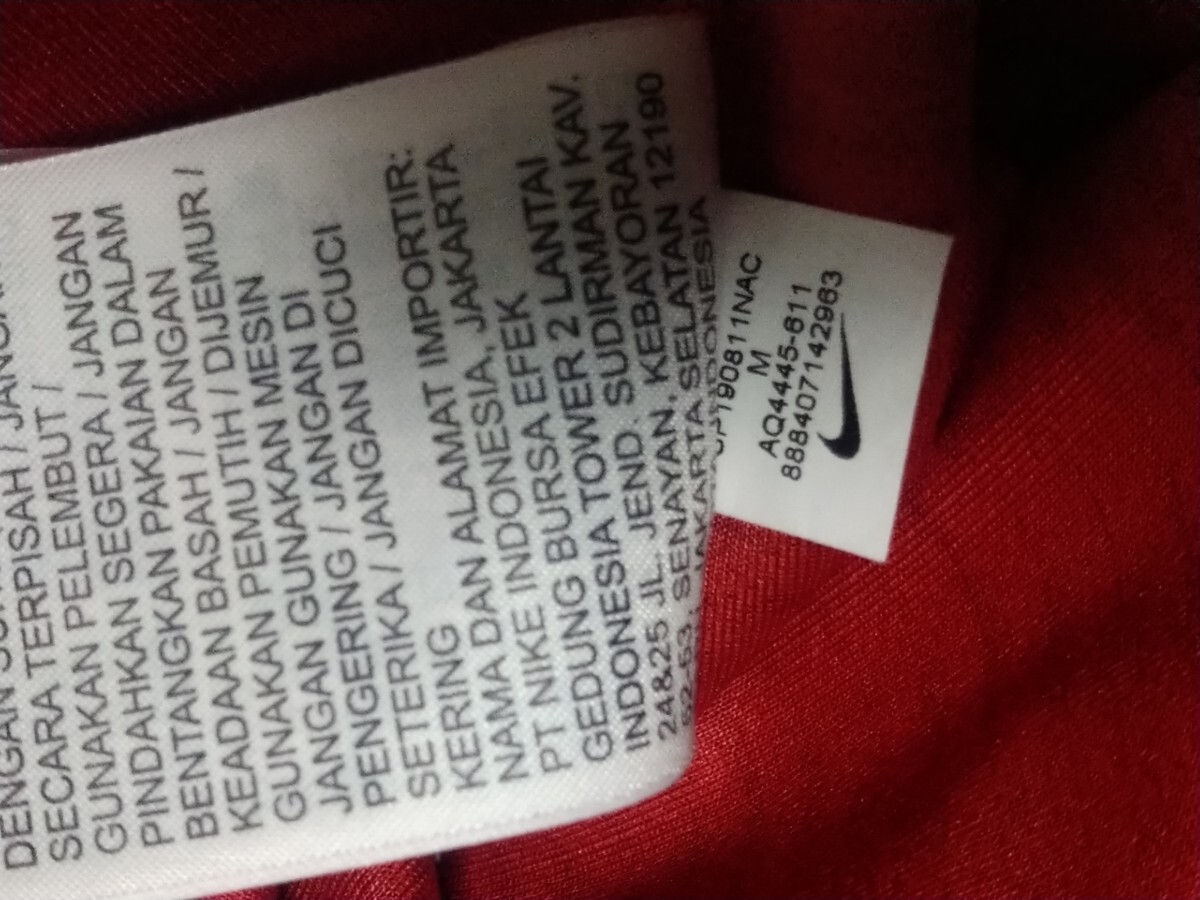 SECARA TERPISAH / JANGAN
GUNAKAN PELEMBUT /
PINDAHKAN SEGERA / JANGAN
BENTANGKAN PAKAIAN DALAM
KEADAAN BASAH / JANGAN
GUNAKAN PEMUTIH / DIJEMUR /
JANGAN GUNAKAN MESIN
PENGERING / JANGAN DI
SETERIKA / JANGAN DICUCI
KERING
NAMA DAN ALAMAT IMPORTIR:
PT NIKE INDONESIA, JAKARTA
GEDUNG BURSA EFEK
INDONESIA TOWER 2 LANTAI
24&25 JL. JEND. SUDIRMAN KAV.
52-53, SENAYAN, KEBAYORAN
JAKARTA SELATAN 12190
INDONESIA
190811NAC
M
AQ4445-611
888407142983